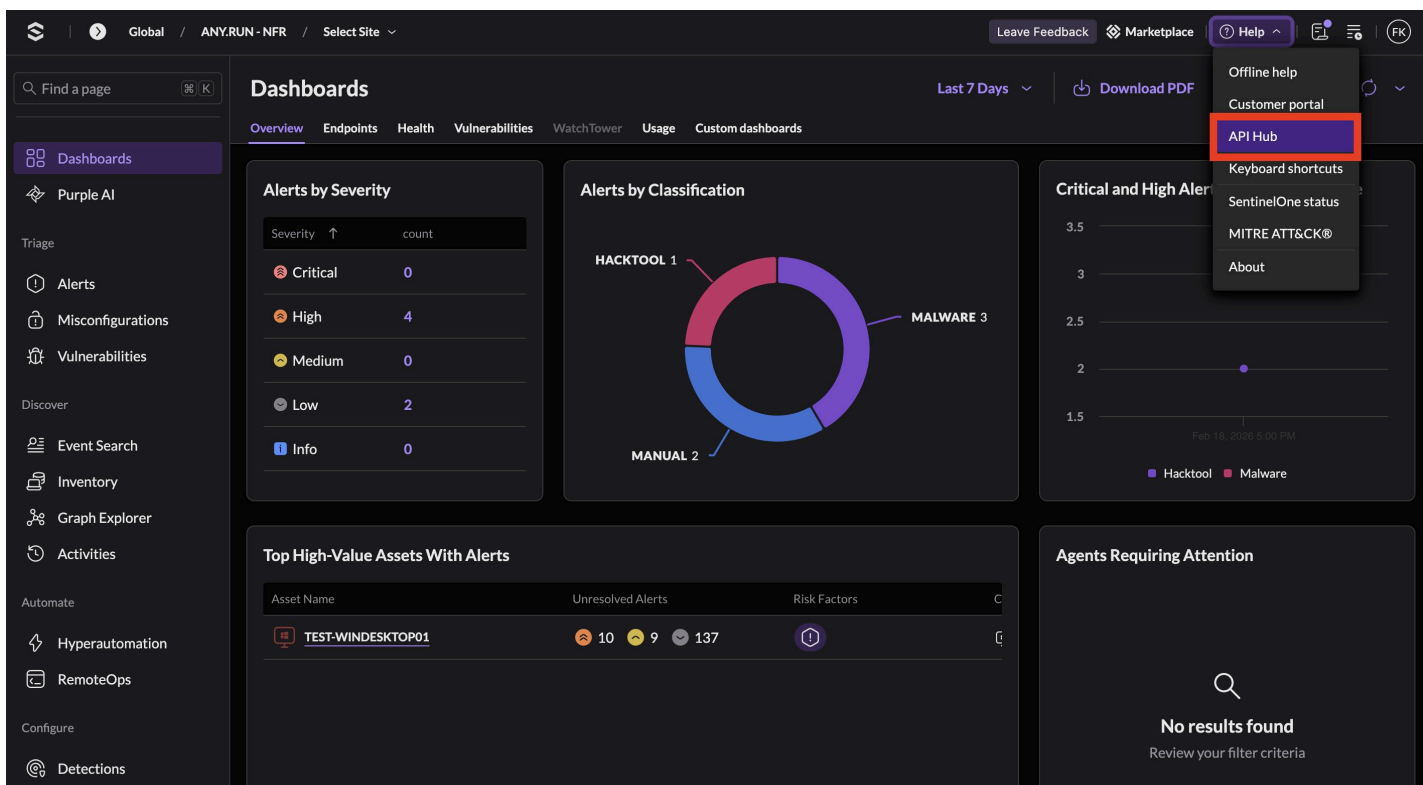 Global / ANY.RUN - NFR / Select Site
Leave Feedback
Marketplace
Help
FK
Find a page
⌘ K
Dashboards
Purple AI
Triage
Alerts
Misconfigurations
Vulnerabilities
Discover
Event Search
Inventory
Graph Explorer
Activities
Automate
Hyperautomation
RemoteOps
Configure
Detections
Dashboards
Last 7 Days
Download PDF
Overview Endpoints Health Vulnerabilities WatchTower Usage Custom dashboards
Offline help
Customer portal
API Hub
Keyboard shortcuts
SentinelOne status
MITRE ATT&CK®
About
Alerts by Severity
Severity ↑ count
Critical 0
High 4
Medium 0
Low 2
Info 0
Alerts by Classification
HACKTOOL 1
MALWARE 3
MANUAL 2
Critical and High Aler
3.5
3
2.5
2
1.5
Feb 18, 2026 5:00 PM
Hacktool Malware
Top High-Value Assets With Alerts
Asset Name Unresolved Alerts Risk Factors C
TEST-WINDESKTOP01 10 9 137
Agents Requiring Attention
No results found
Review your filter criteria